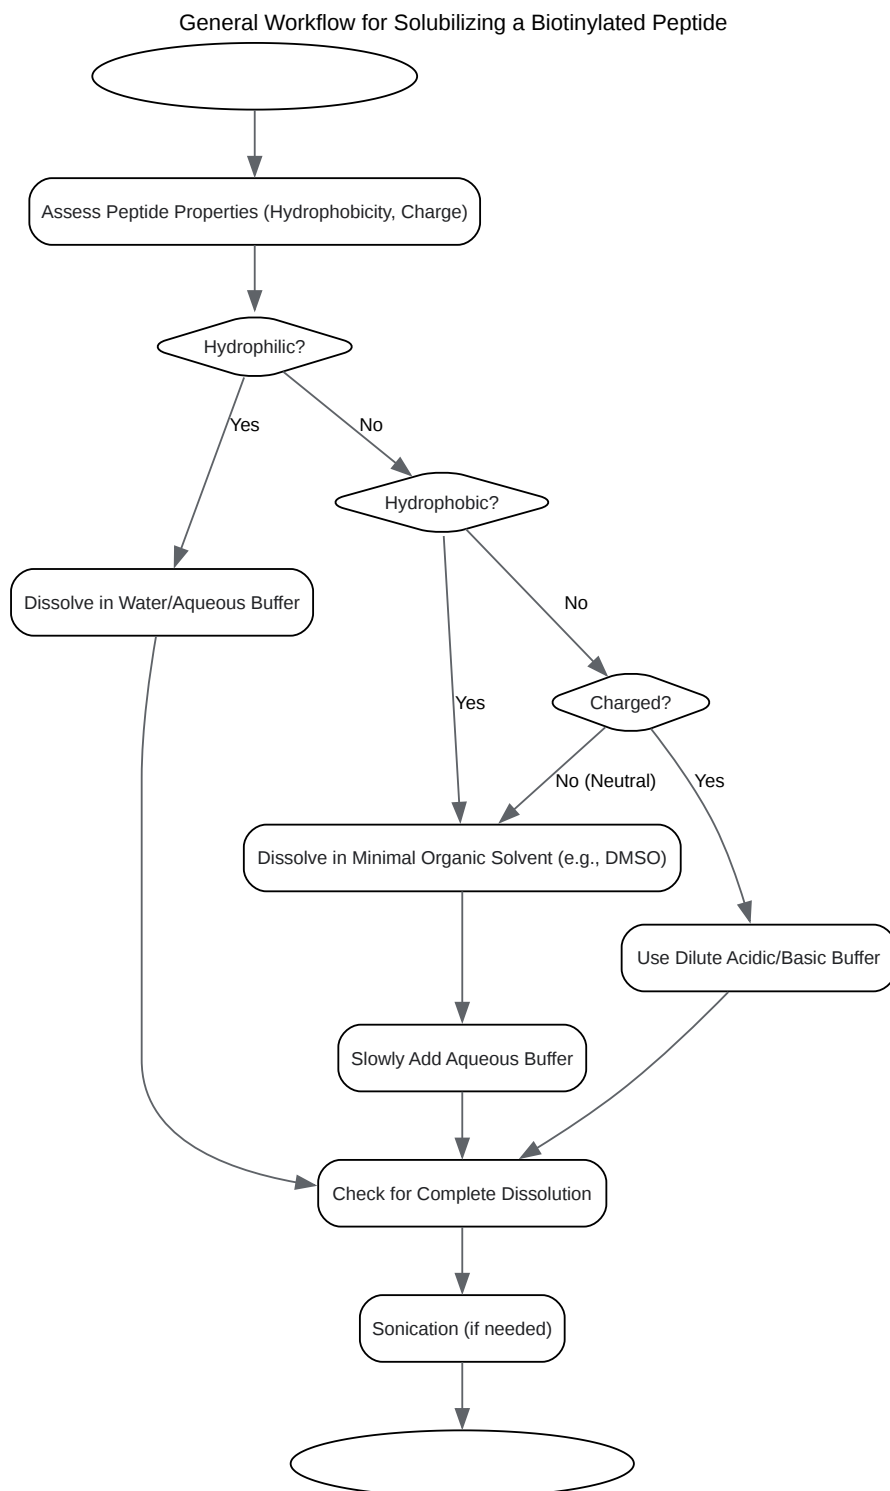 General Workflow for Solubilizing a Biotinylated Peptide
Assess Peptide Properties (Hydrophobicity, Charge)
Hydrophilic?
Yes
No
Hydrophobic?
Dissolve in Water/Aqueous Buffer
No
Yes
Charged?
No (Neutral)
Yes
Dissolve in Minimal Organic Solvent (e.g., DMSO)
Use Dilute Acidic/Basic Buffer
Slowly Add Aqueous Buffer
Check for Complete Dissolution
Sonication (if needed)